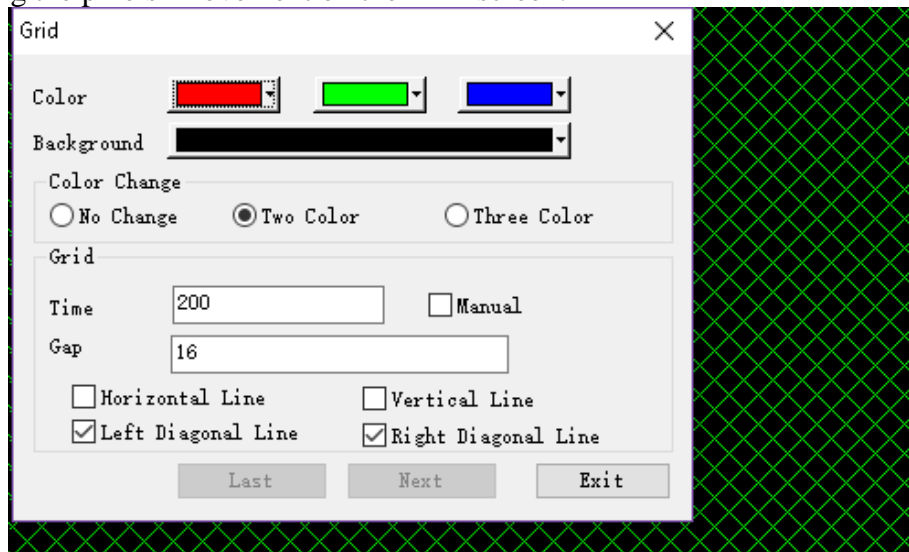 Grid
Color
Background
Color Change
No Change Two Color Three Color
Grid
Time 200 Manual
Gap 16
Horizontal Line Vertical Line
Left Diagonal Line Right Diagonal Line
Last Next Exit